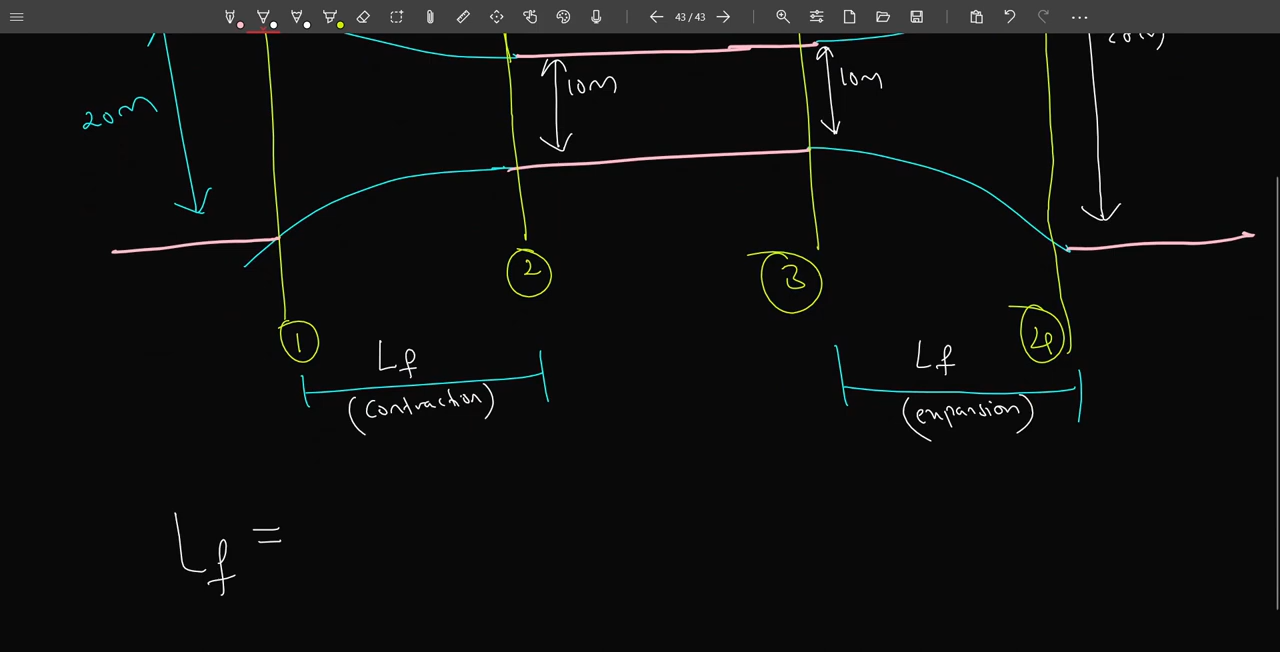 43 / 43
20m
10m
10m
1
2
3
4
Lf
(contraction)
Lf
(expansion)
Lf =